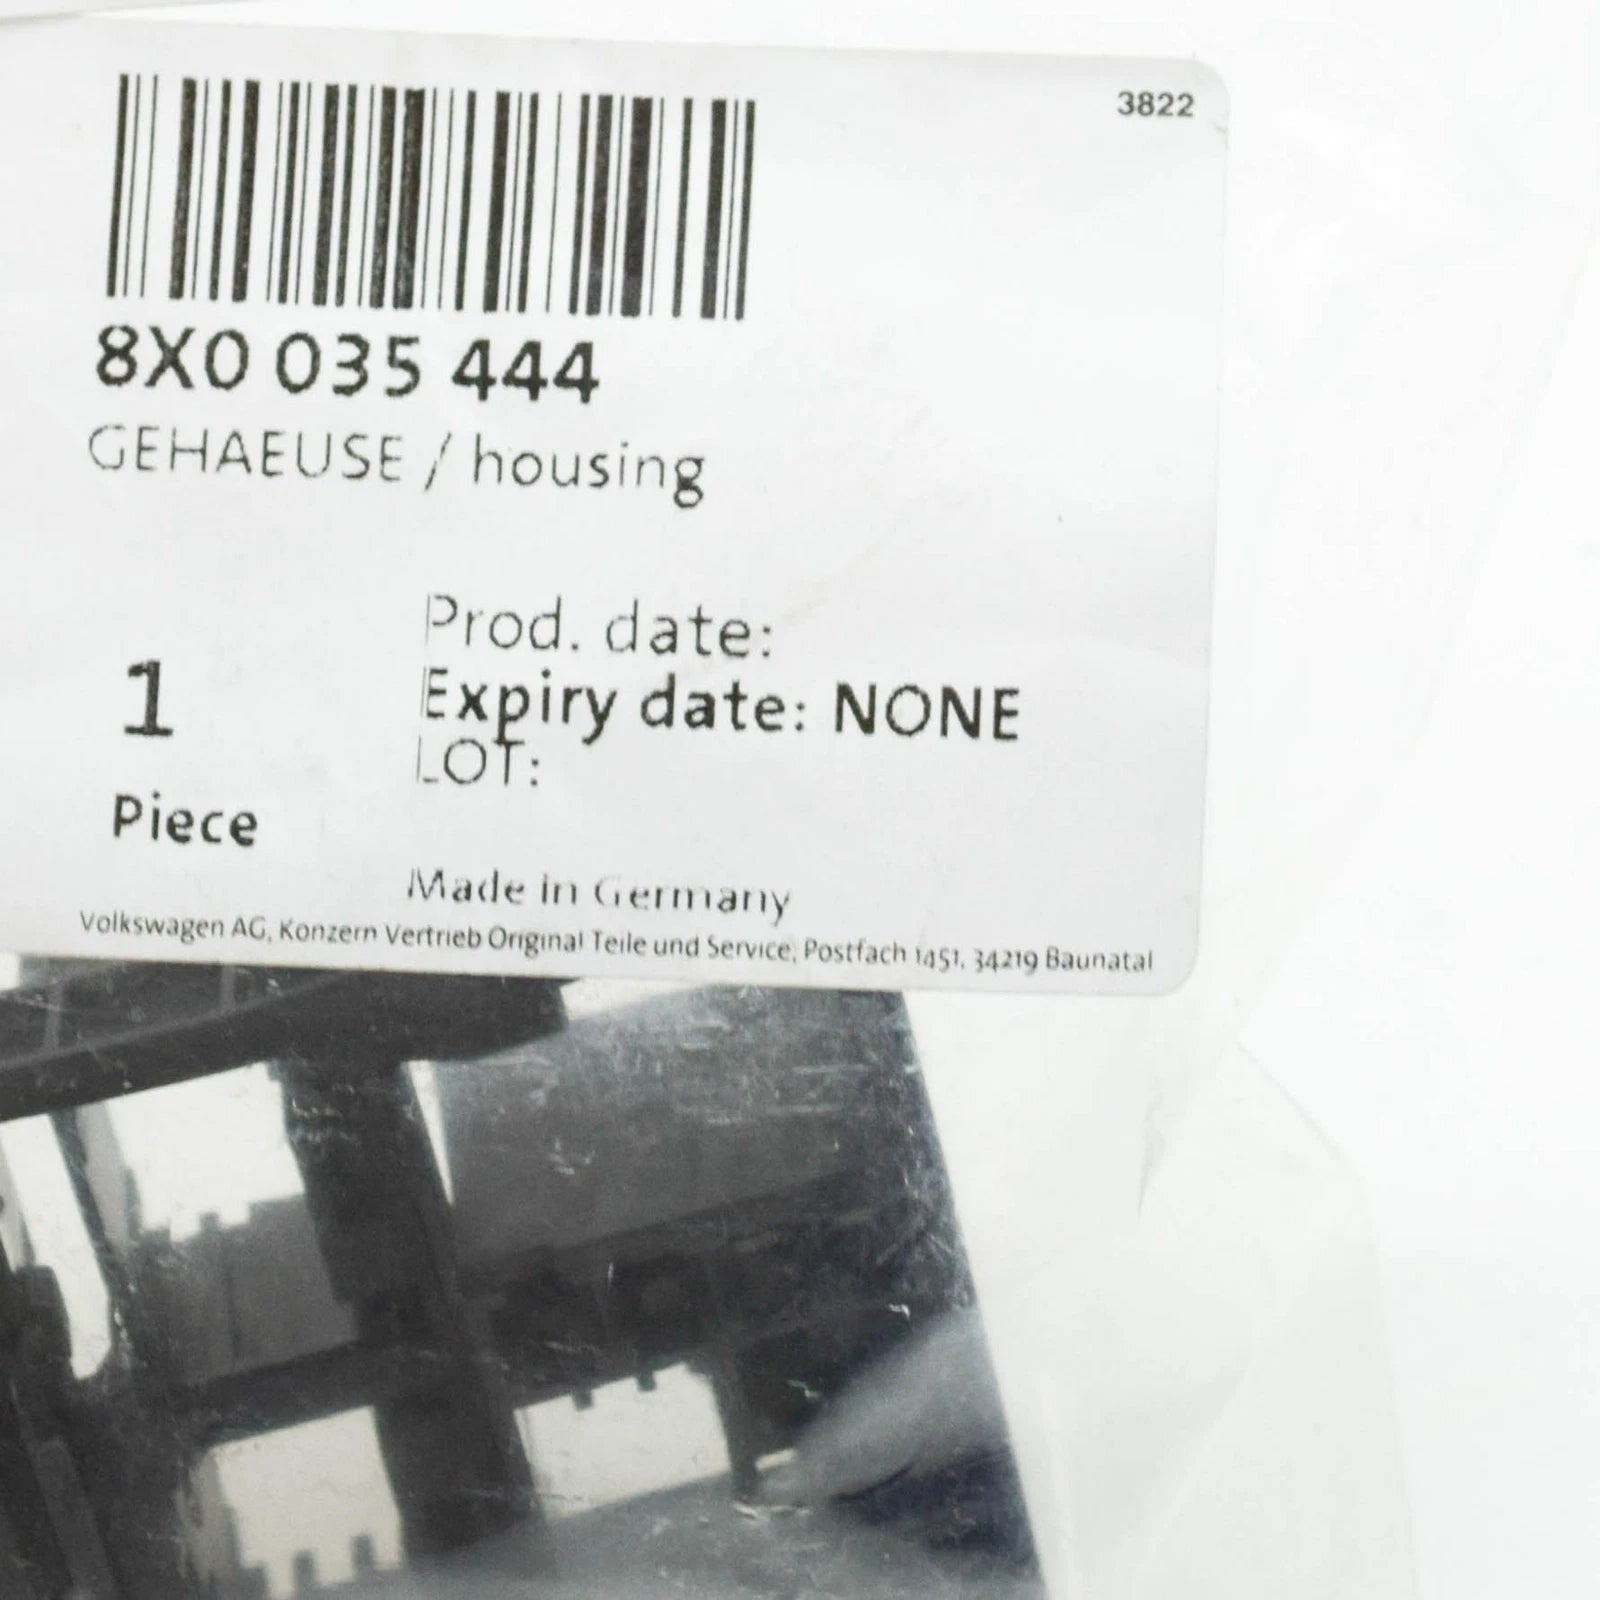 3822
8X0 035 444
GEHAEUSE / housing
Prod. date:
Expiry date: NONE
LOT:
1
Piece
Made in Germany
Volkswagen AG, Konzern Vertrieb Original Teile und Service, Postfach 1451, 34219 Baunatal